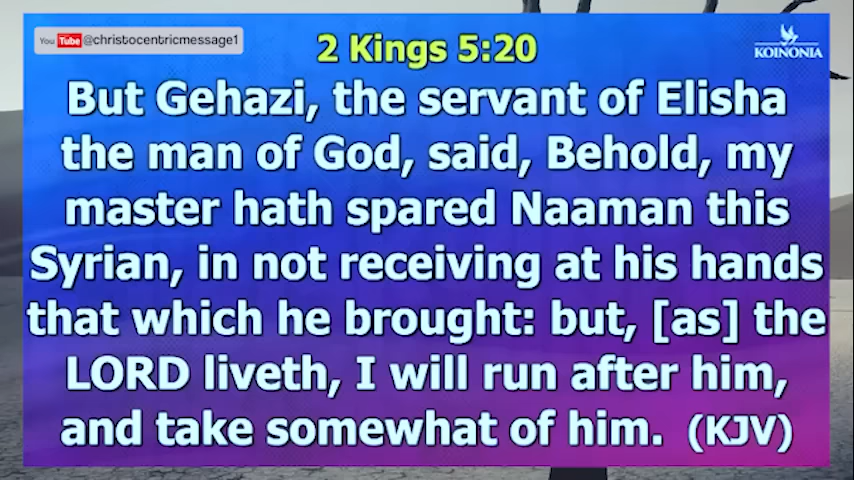 You Tube @christocentricmessage1
KOINONIA
2 Kings 5:20
But Gehazi, the servant of Elisha
the man of God, said, Behold, my
master hath spared Naaman this
Syrian, in not receiving at his hands
that which he brought: but, [as] the
LORD liveth, I will run after him,
and take somewhat of him. (KJV)